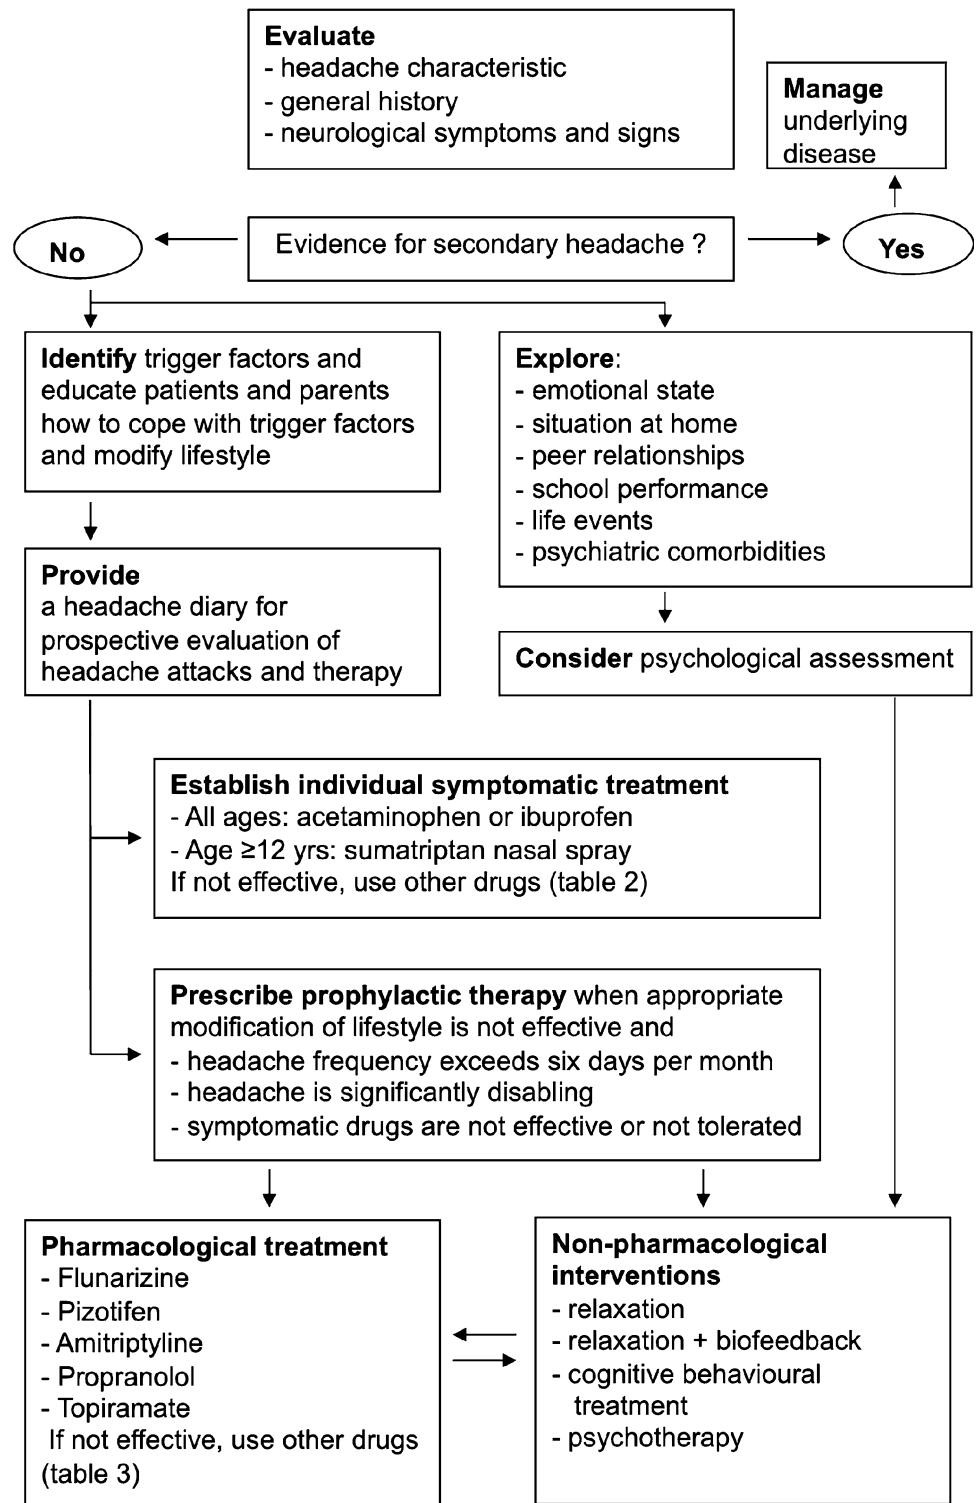 Evaluate
- headache characteristic
- general history
- neurological symptoms and signs
Manage
underlying
disease
No
Evidence for secondary headache ?
Yes
Identify trigger factors and
educate patients and parents
how to cope with trigger factors
and modify lifestyle
Explore:
- emotional state
- situation at home
- peer relationships
- school performance
- life events
- psychiatric comorbidities
Provide
a headache diary for
prospective evaluation of
headache attacks and therapy
Consider psychological assessment
Establish individual symptomatic treatment
- All ages: acetaminophen or ibuprofen
- Age ≥12 yrs: sumatriptan nasal spray
If not effective, use other drugs (table 2)
Prescribe prophylactic therapy when appropriate
modification of lifestyle is not effective and
- headache frequency exceeds six days per month
- headache is significantly disabling
- symptomatic drugs are not effective or not tolerated
Pharmacological treatment
- Flunarizine
- Pizotifen
- Amitriptyline
- Propranolol
- Topiramate
If not effective, use other drugs
(table 3)
Non-pharmacological
interventions
- relaxation
- relaxation + biofeedback
- cognitive behavioural
treatment
- psychotherapy